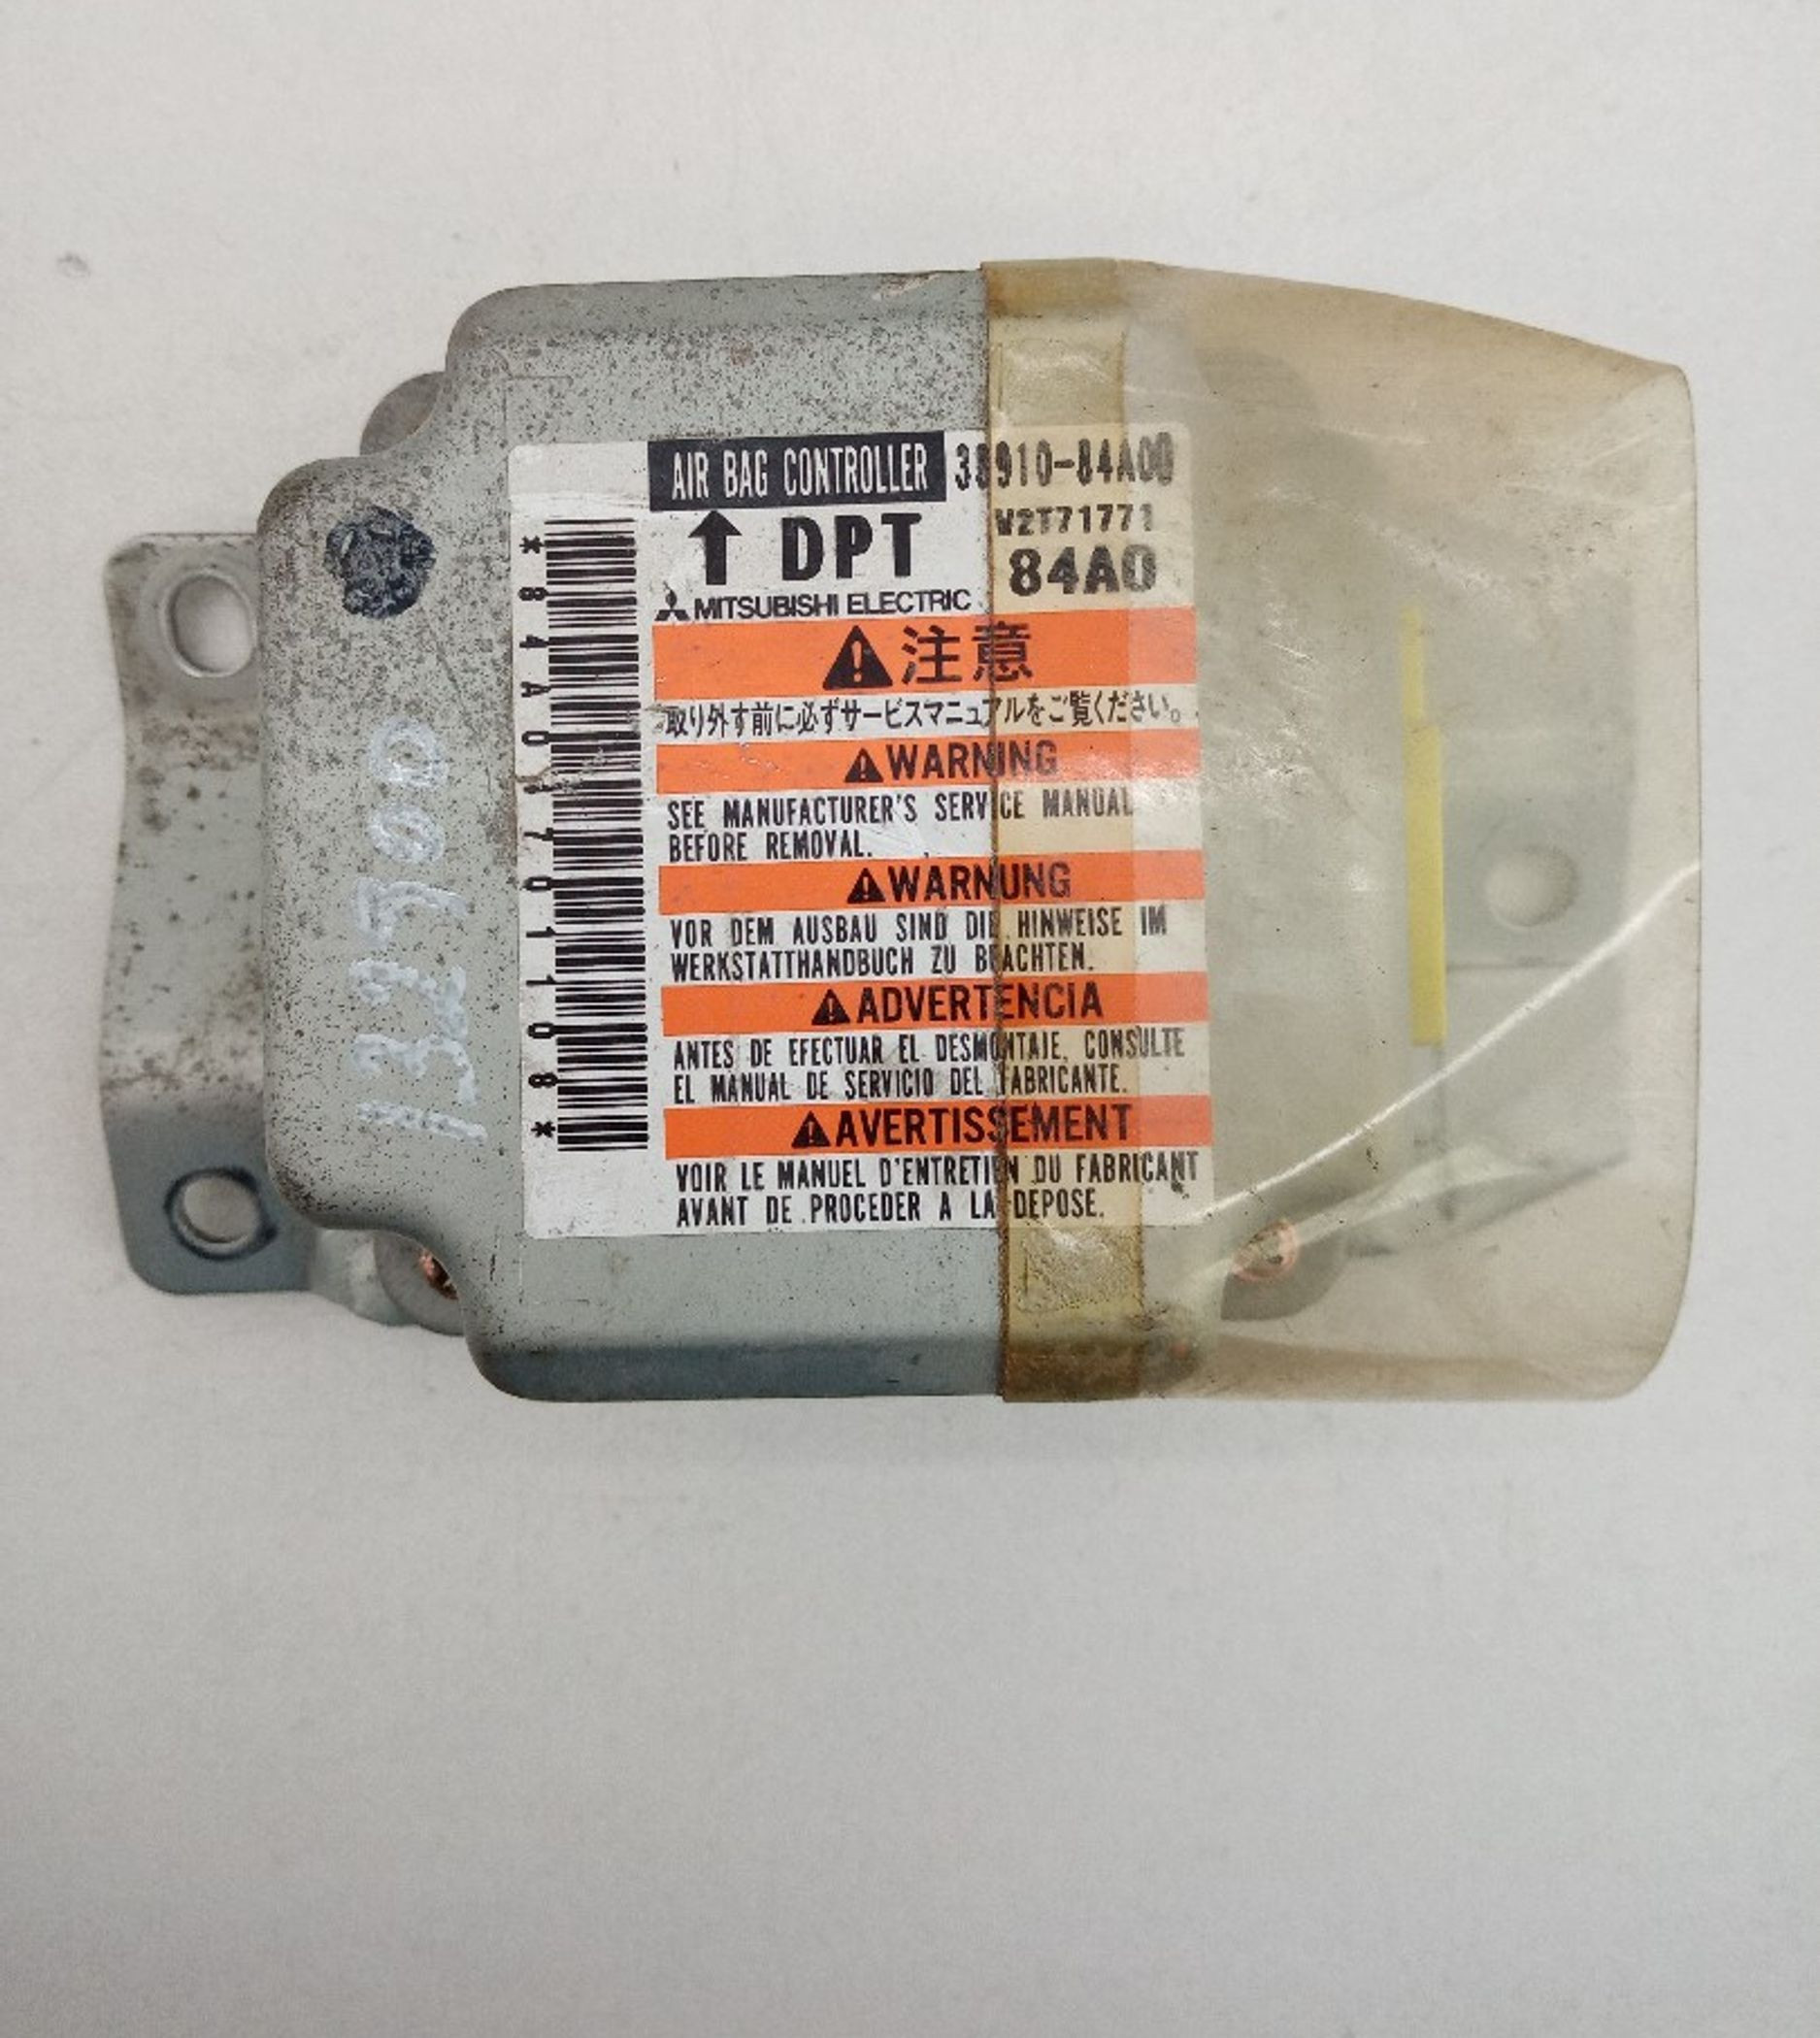 AIR BAG CONTROLLER 38910-84A00
↑ DPT V2T71771
84A0
MITSUBISHI ELECTRIC
⚠注意
取り外す前に必ずサービスマニュアルをご覧ください。
⚠WARNING
SEE MANUFACTURER'S SERVICE MANUAL
BEFORE REMOVAL.
⚠WARNUNG
VOR DEM AUSBAU SIND DIE HINWEISE IM
WERKSTATTHANDBUCH ZU BEACHTEN.
⚠ADVERTENCIA
ANTES DE EFECTUAR EL DESMONTAJE, CONSULTE
EL MANUAL DE SERVICIO DEL FABRICANTE.
⚠AVERTISSEMENT
VOIR LE MANUEL D'ENTRETIEN DU FABRICANT
AVANT DE PROCEDER A LA DEPOSE.
*84A01701108*